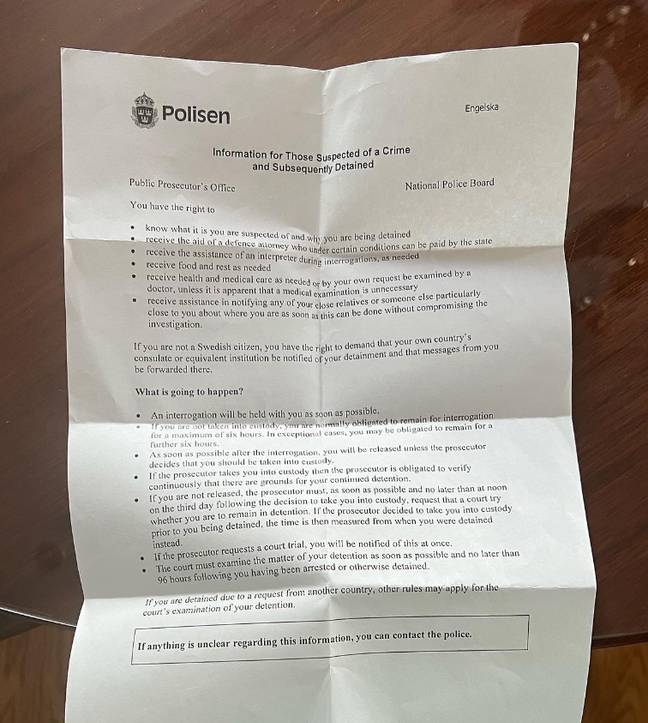 Polisen
Engelska
Information for Those Suspected of a Crime
and Subsequently Detained
Public Prosecutor's Office
National Police Board
You have the right to
• know what it is you are suspected of and why you are being detained
• receive the aid of a defence attorney who under certain conditions can be paid by the state
• receive the assistance of an interpreter during interrogations, as needed
• receive food and rest as needed
• receive health and medical care as needed or by your own request be examined by a
doctor, unless it is apparent that a medical examination is unnecessary
• receive assistance in notifying any of your close relatives or someone else particularly
close to you about where you are as soon as this can be done without compromising the
investigation.
If you are not a Swedish citizen, you have the right to demand that your own country's
consulate or equivalent institution be notified of your detainment and that messages from you
be forwarded there.
What is going to happen?
• An interrogation will be held with you as soon as possible.
• If you are not taken into custody, you are normally obligated to remain for interrogation
for a maximum of six hours. In exceptional cases, you may be obligated to remain for a
further six hours.
• As soon as possible after the interrogation, you will be released unless the prosecutor
decides that you should be taken into custody.
• If the prosecutor takes you into custody then the prosecutor is obligated to verify
continuously that there are grounds for your continued detention.
• If you are not released, the prosecutor must, as soon as possible and no later than at noon
on the third day following the decision to take you into custody, request that a court try
whether you are to remain in detention. If the prosecutor decided to take you into custody
prior to you being detained, the time is then measured from when you were detained
instead.
• If the prosecutor requests a court trial, you will be notified of this at once.
• The court must examine the matter of your detention as soon as possible and no later than
96 hours following you having been arrested or otherwise detained.
If you are detained due to a request from another country, other rules may apply for the
court's examination of your detention.
If anything is unclear regarding this information, you can contact the police.